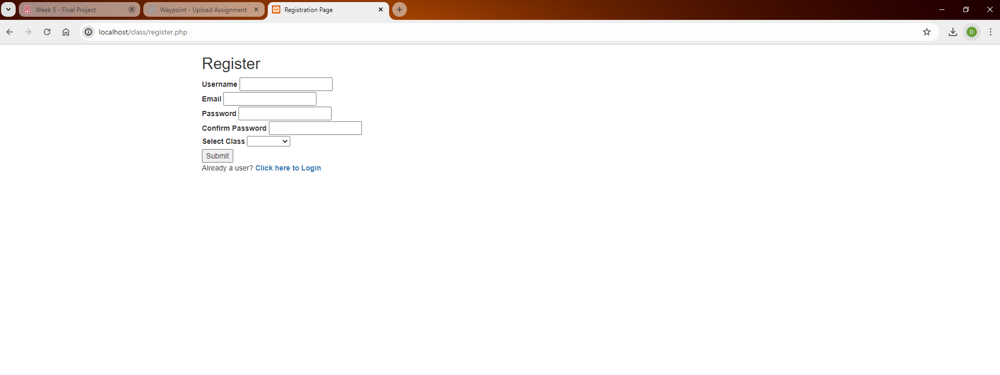 Week 5 - Final Project
Waypoint - Upload Assignment
Registration Page
localhost/class/register.php
D
Register
Username
Email
Password
Confirm Password
Select Class
Submit
Already a user? Click here to Login